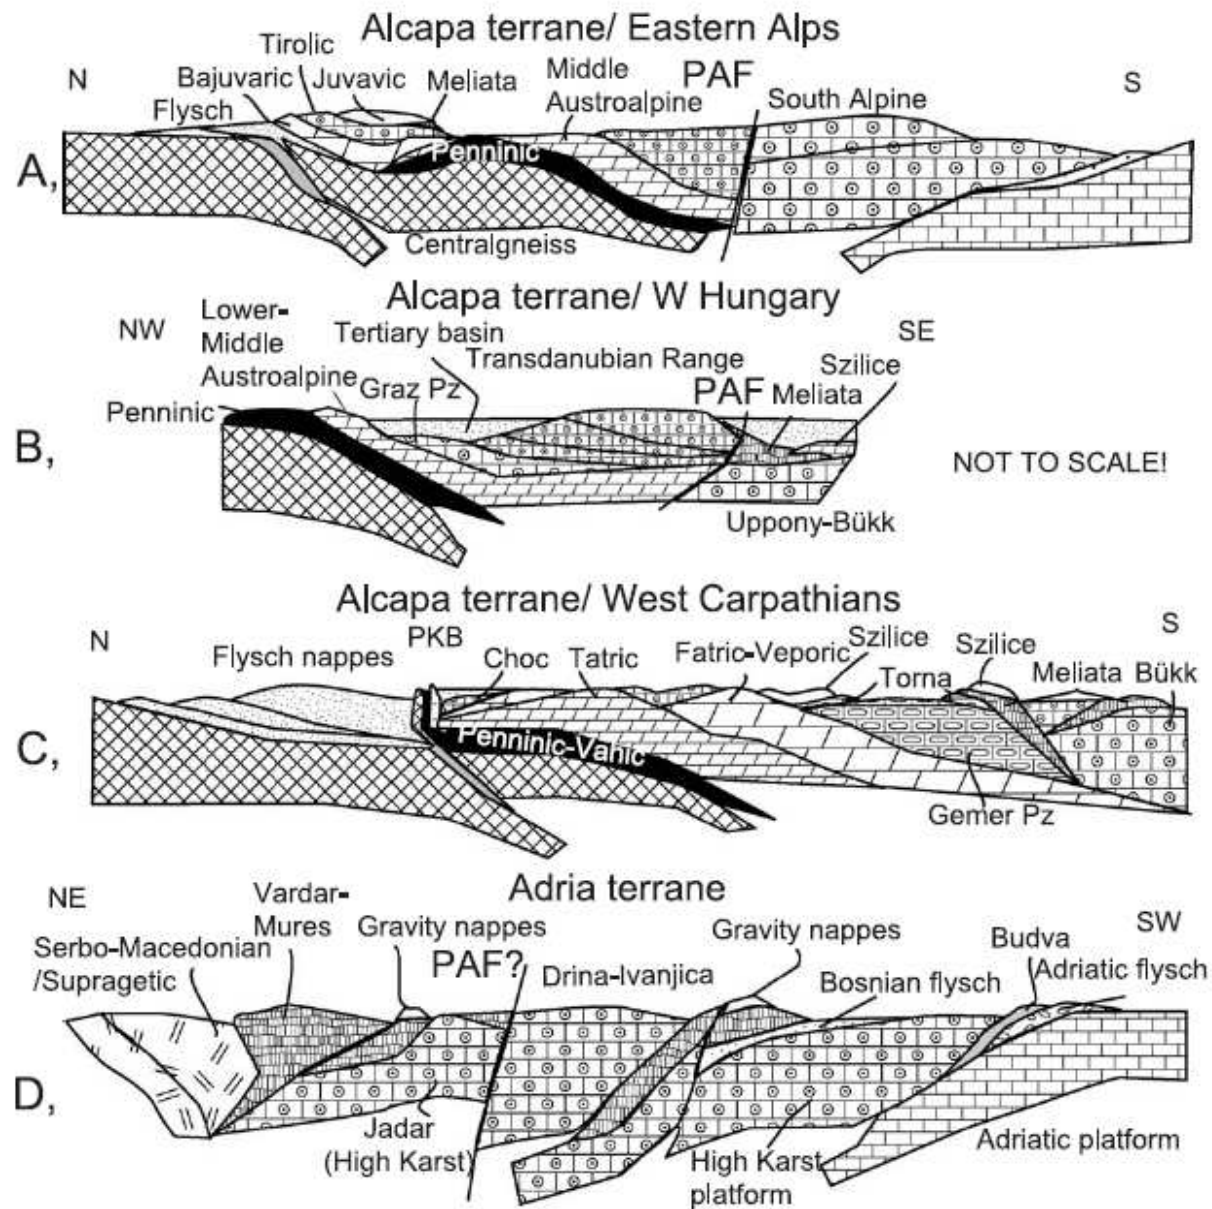 Alcapa terrane/ Eastern Alps
N
Tirolic
Bajuvaric
Juvavic
Flysch
Meliata
Middle
Austroalpine
PAF
South Alpine
S
A,
Penninic
Centralgneiss
Alcapa terrane/ W Hungary
NW
Lower-
Middle
Austroalpine
Penninic
Tertiary basin
Graz Pz
Transdanubian Range
PAF
Meliata
Szilice
SE
B,
NOT TO SCALE!
Uppony-Bükk
Alcapa terrane/ West Carpathians
N
Flysch nappes
PKB
Choc
Tatric
Fatric-Veporic
Szilice
Torna
Szilice
Meliata
Bükk
S
C,
Penninic-Vahic
Gemer Pz
Adria terrane
NE
Serbo-Macedonian
/Supragetic
Vardar-
Mures
Gravity nappes
PAF?
Drina-Ivanjica
Gravity nappes
Bosnian flysch
Budva
Adriatic flysch
SW
D,
Jadar
(High Karst)
High Karst
platform
Adriatic platform